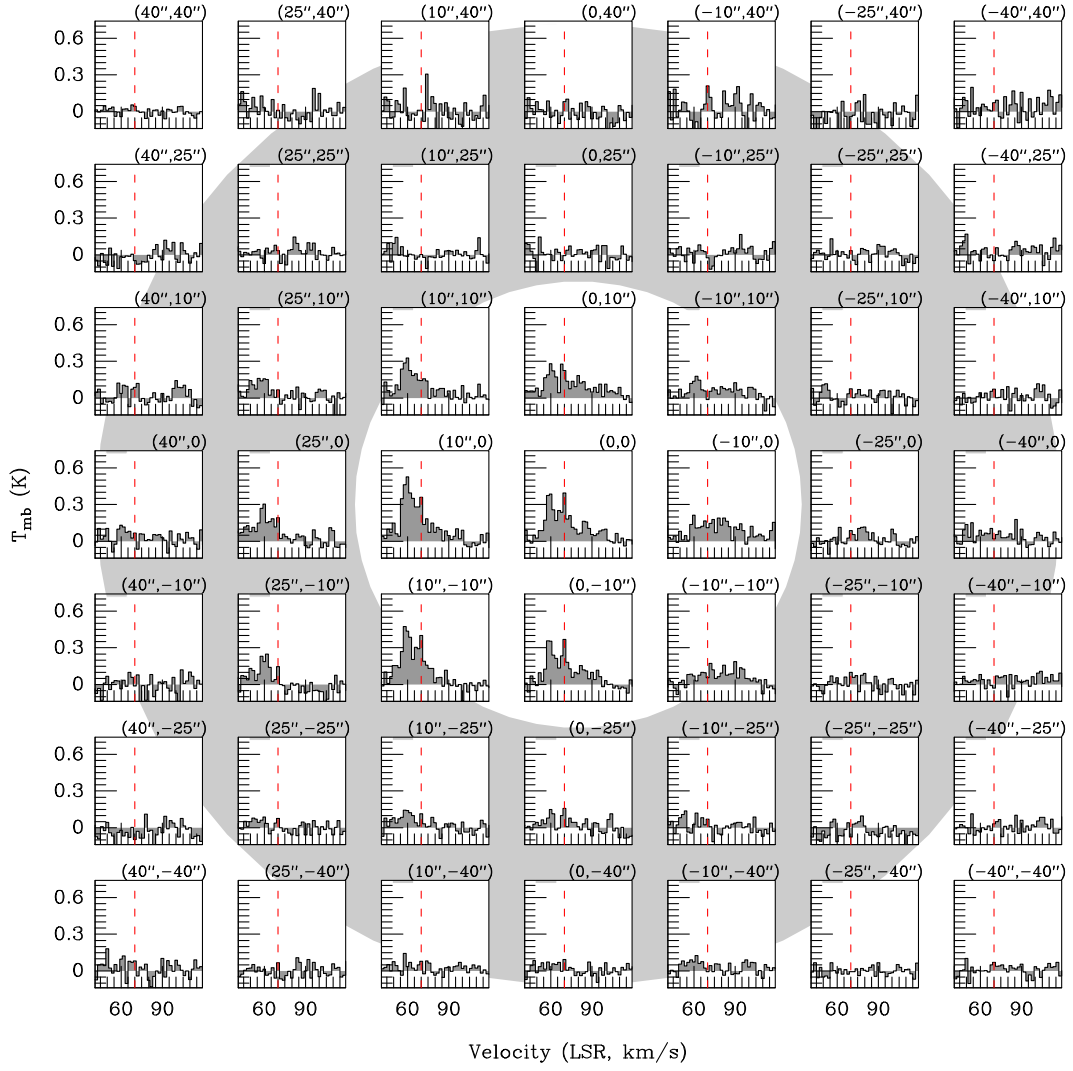 (40″,40″) (25″,40″) (10″,40″) (0,40″) (−10″,40″) (−25″,40″) (−40″,40″)
0.6
0.3
0
(40″,25″) (25″,25″) (10″,25″) (0,25″) (−10″,25″) (−25″,25″) (−40″,25″)
0.6
0.3
0
(40″,10″) (25″,10″) (10″,10″) (0,10″) (−10″,10″) (−25″,10″) (−40″,10″)
0.6
0.3
0
(40″,0) (25″,0) (10″,0) (0,0) (−10″,0) (−25″,0) (−40″,0)
0.6
0.3
0
Tmb (K)
(40″,−10″) (25″,−10″) (10″,−10″) (0,−10″) (−10″,−10″) (−25″,−10″) (−40″,−10″)
0.6
0.3
0
(40″,−25″) (25″,−25″) (10″,−25″) (0,−25″) (−10″,−25″) (−25″,−25″) (−40″,−25″)
0.6
0.3
0
(40″,−40″) (25″,−40″) (10″,−40″) (0,−40″) (−10″,−40″) (−25″,−40″) (−40″,−40″)
0.6
0.3
0
60 90 60 90 60 90 60 90 60 90 60 90 60 90
Velocity (LSR, km/s)